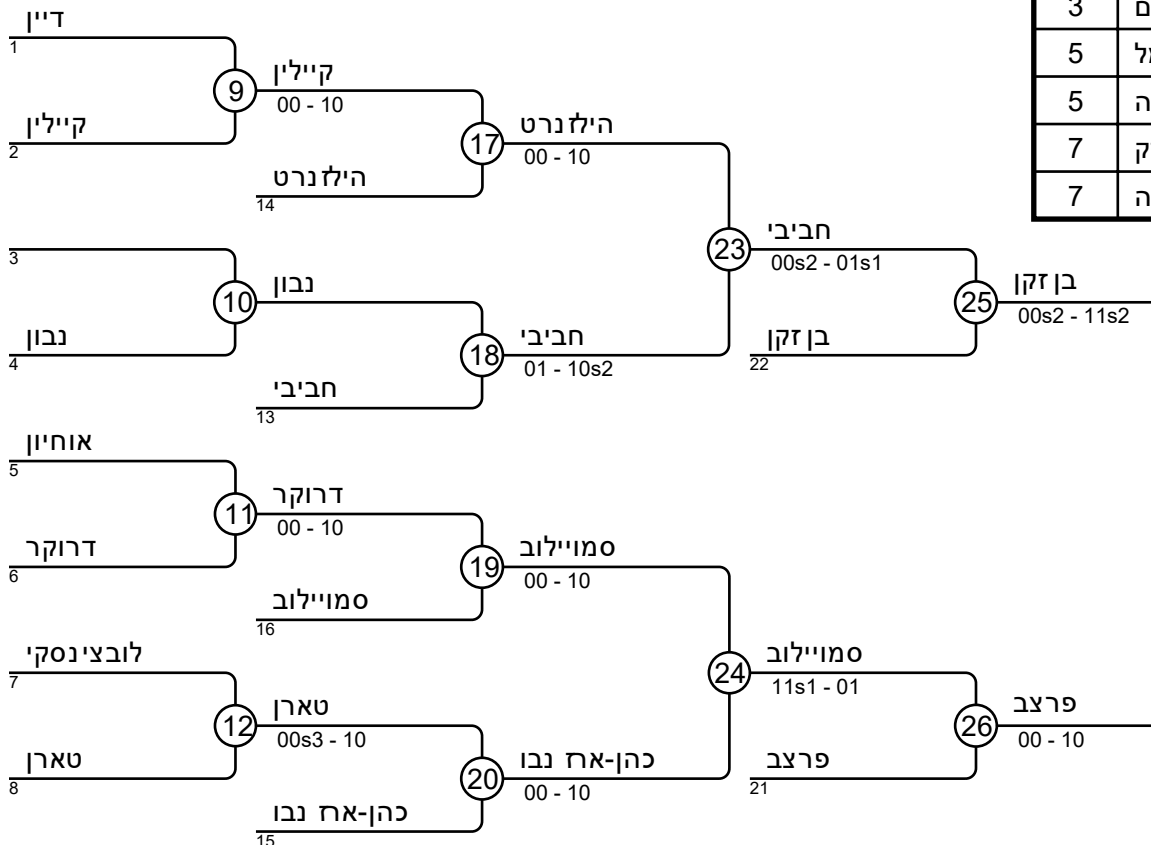 דיין
1
9
קיילין
00 - 10
קיילין
2
17
הילזנרט
00 - 10
הילזנרט
14
23
חביבי
00s2 - 01s1
3
10
נבון
נבון
4
18
חביבי
01 - 10s2
חביבי
13
25
בן זקן
00s2 - 11s2
בן זקן
22
אוחיון
5
11
דרוקר
00 - 10
דרוקר
6
19
סמויילוב
00 - 10
סמויילוב
16
24
סמויילוב
11s1 - 01
לובצינסקי
7
12
טארן
00s3 - 10
טארן
8
20
כהן-ארז נבו
00 - 10
כהן-ארז נבו
15
26
פרצב
00 - 10
פרצב
21
3
5
5 ה
7
7 ה